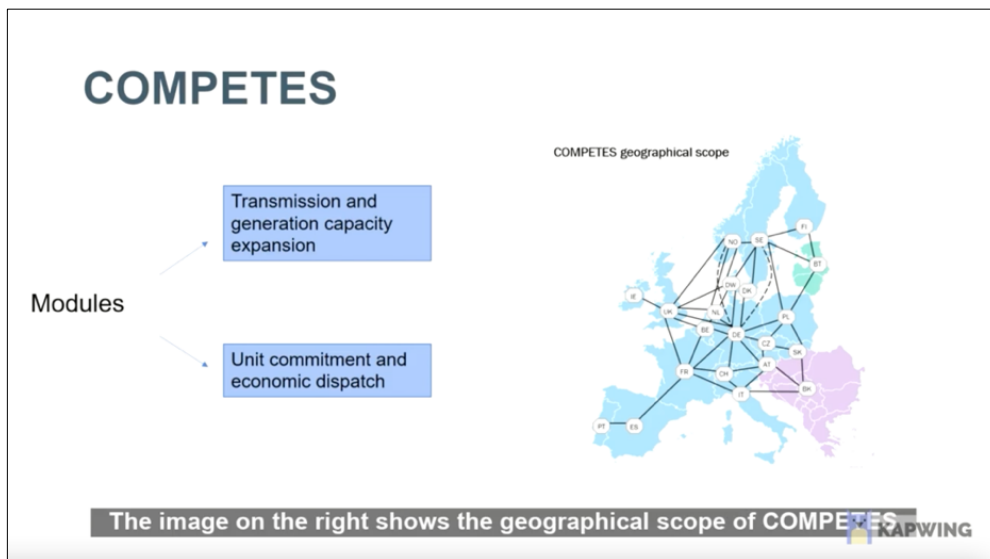 COMPETES
COMPETES geographical scope
Transmission and
generation capacity
expansion
Modules
Unit commitment and
economic dispatch
FI
NO
SE
BT
DW
DK
IE
UK
NL
PL
BE
DE
CZ
SK
AT
FR
CH
BK
IT
PT
ES
The image on the right shows the geographical scope of COMPETES
KAPWING